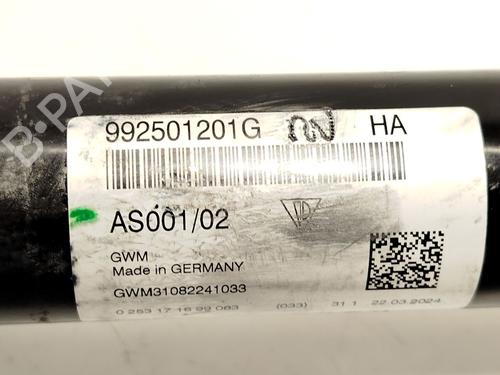 992501201G HA
AS001/02
GWM
Made in GERMANY
GWM31082241033
0 253 17 16 99 063 (033) 31 1 22.03.2024
B-PA